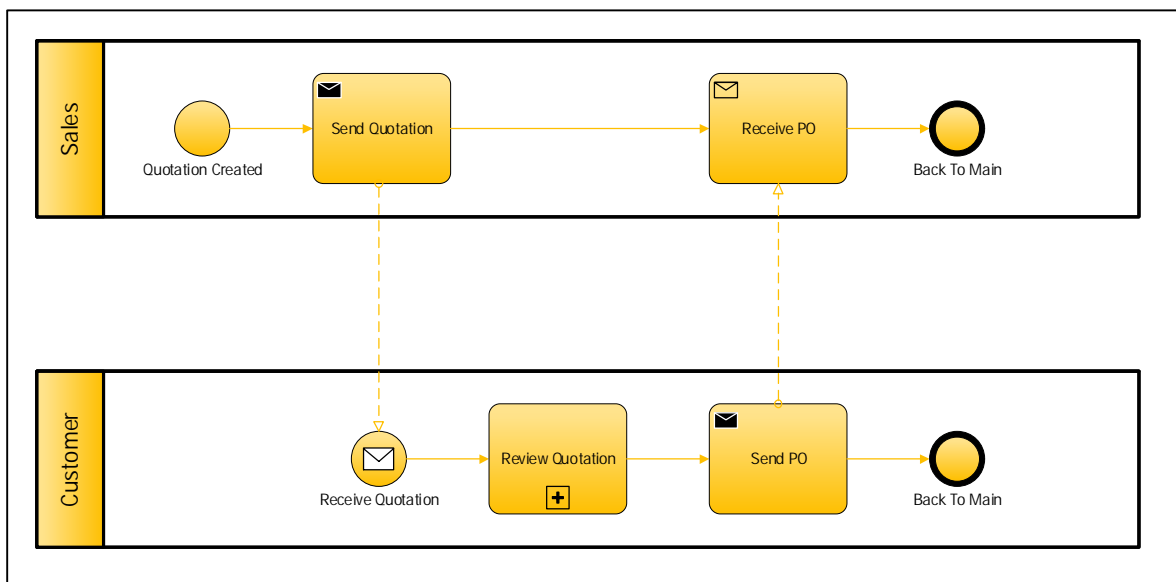 Sales
Quotation Created
Send Quotation
Receive PO
Back To Main
Customer
Receive Quotation
Review Quotation
Send PO
Back To Main